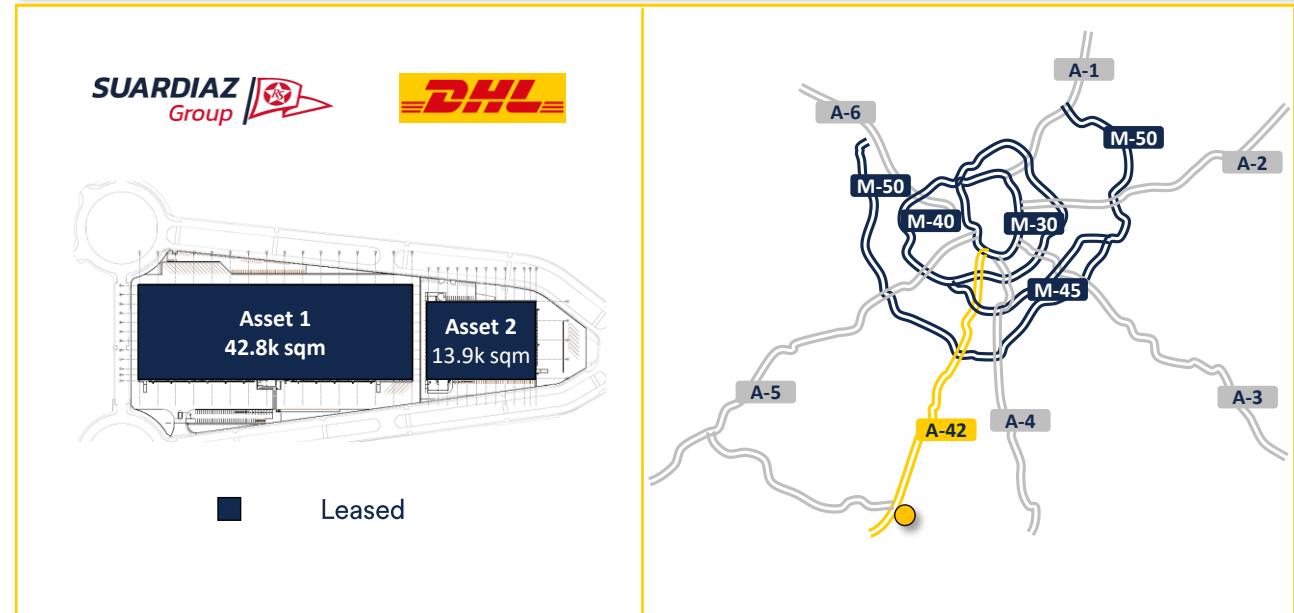 SUARDIAZ
Group
RS
DHL
Asset 1
42.8k sqm
Asset 2
13.9k sqm
Leased
A-1
A-6
M-50
A-2
M-50
M-40
M-30
M-45
A-5
A-3
A-4
A-42